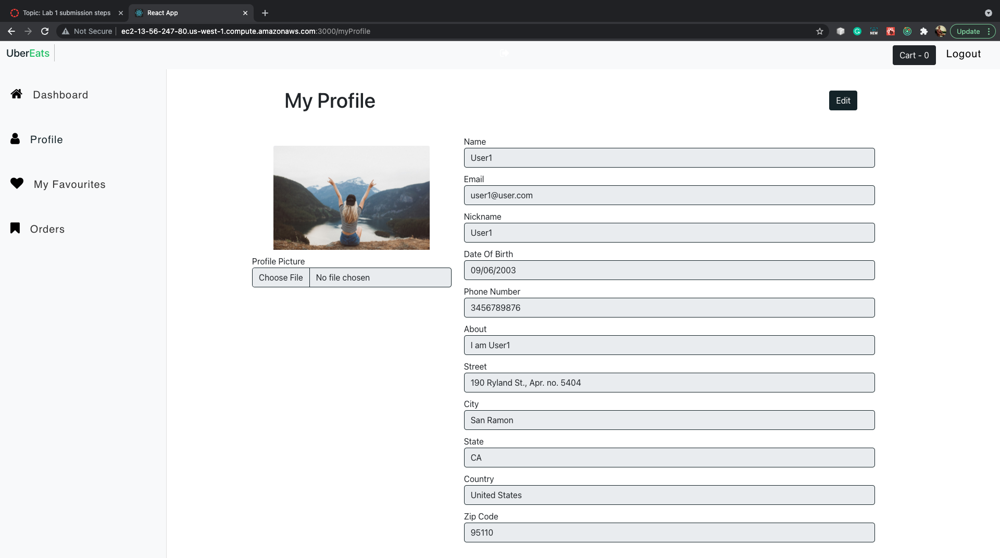 Topic: Lab 1 submission steps
React App
Not Secure
ec2-13-56-247-80.us-west-1.compute.amazonaws.com:3000/myProfile
NEW
Update
UberEats
Cart - 0
Logout
Dashboard
Profile
My Favourites
Orders
My Profile
Edit
Profile Picture
Choose File
No file chosen
Name
User1
Email
user1@user.com
Nickname
User1
Date Of Birth
09/06/2003
Phone Number
3456789876
About
I am User1
Street
190 Ryland St., Apr. no. 5404
City
San Ramon
State
CA
Country
United States
Zip Code
95110